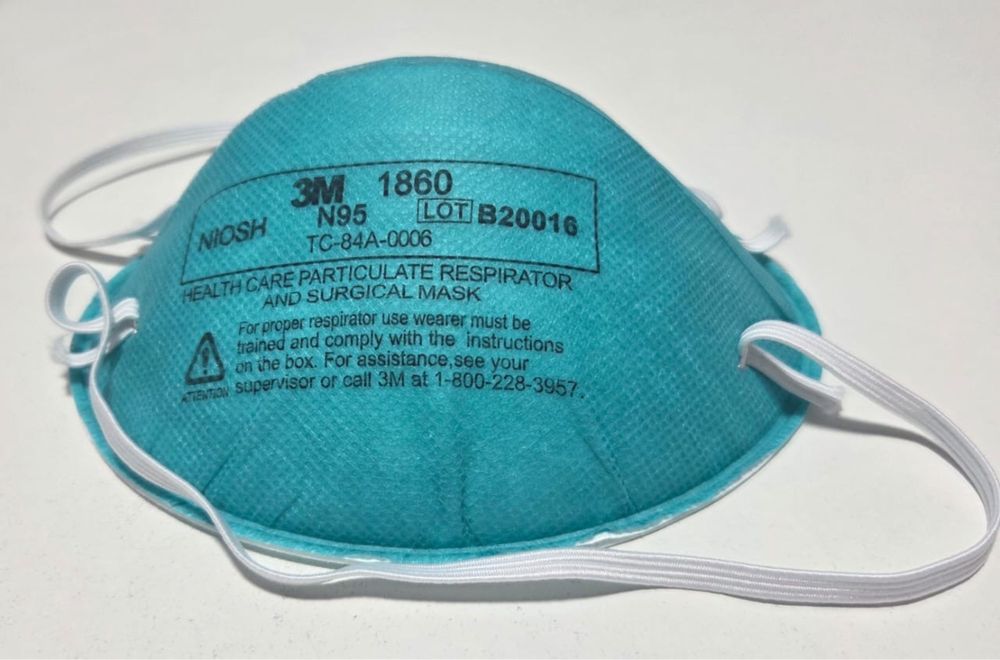 3M 1860
NIOSH N95 LOT B20016
TC-84A-0006
HEALTH CARE PARTICULATE RESPIRATOR
AND SURGICAL MASK
For proper respirator use wearer must be
trained and comply with the instructions
on the box. For assistance,see your
supervisor or call 3M at 1-800-228-3957.
! ATTENTION